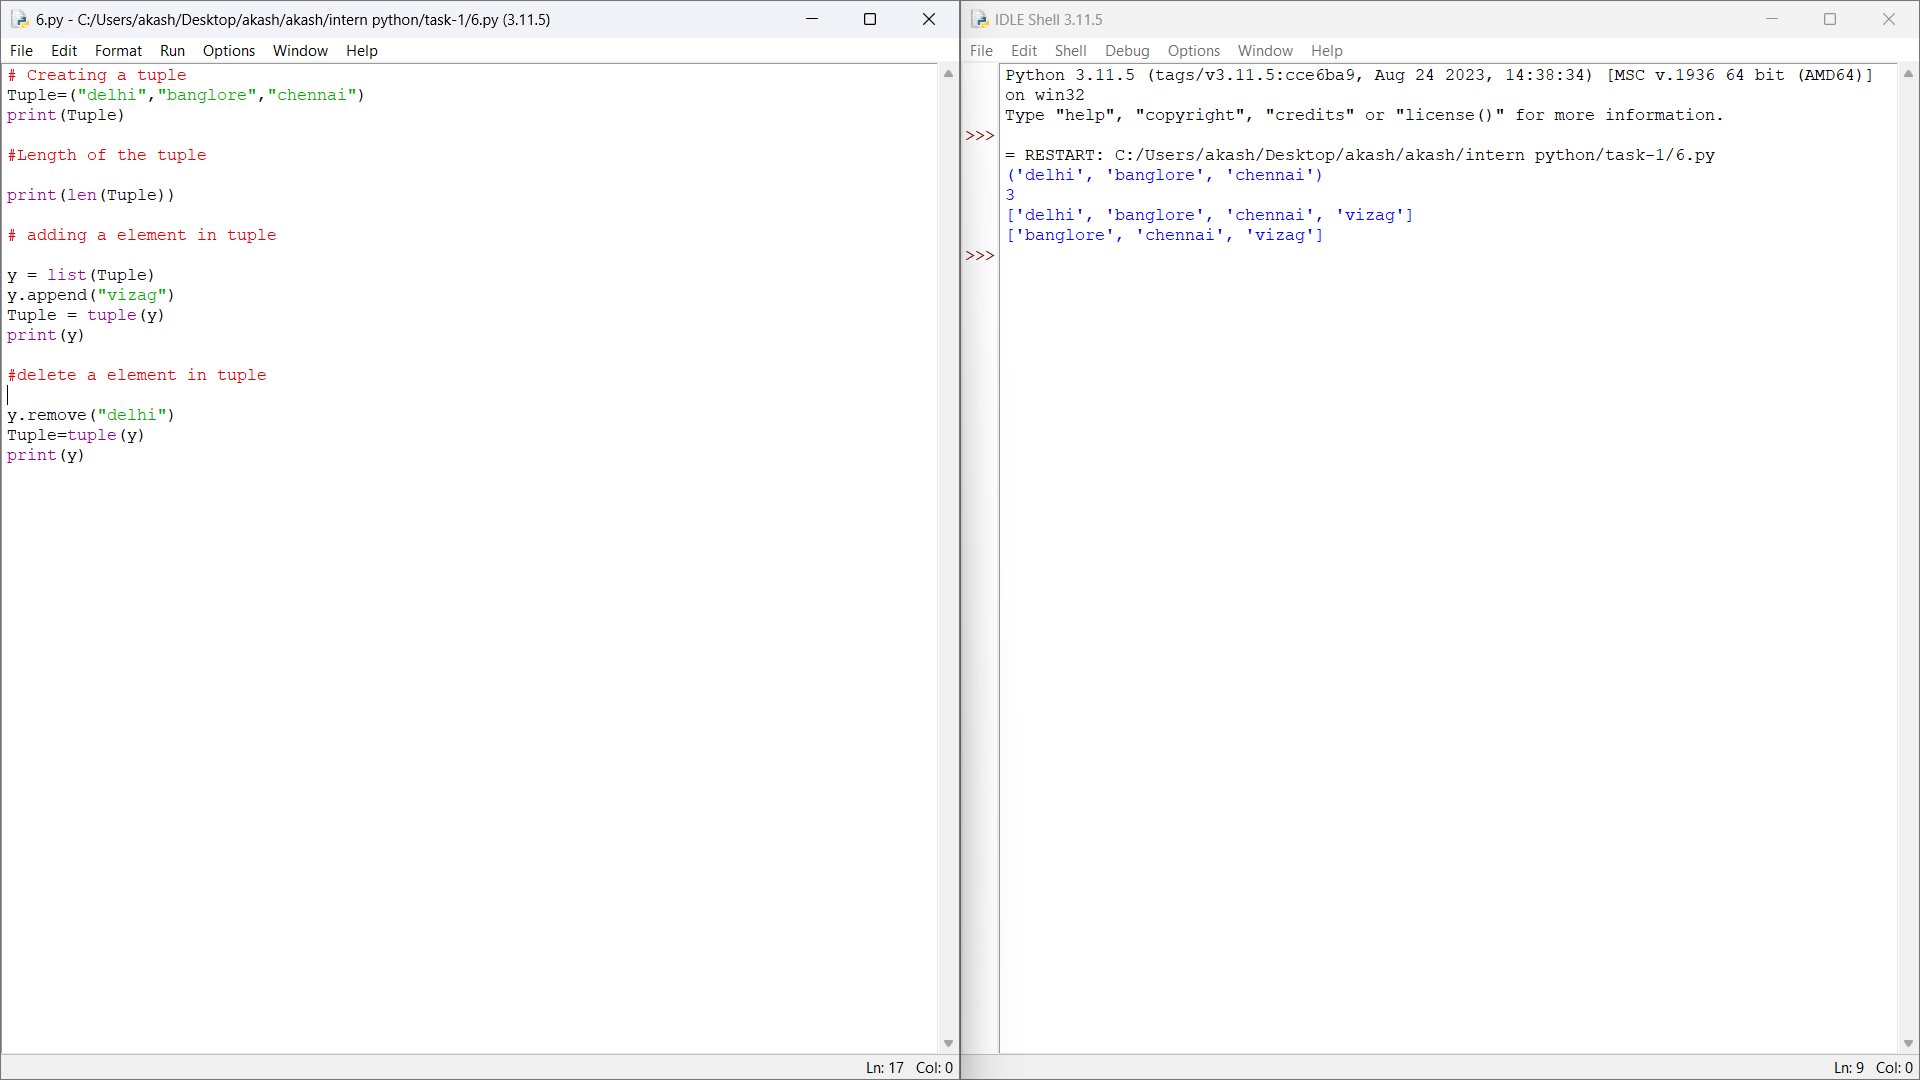 6.py - C:/Users/akash/Desktop/akash/akash/intern python/task-1/6.py (3.11.5)
File Edit Format Run Options Window Help
# Creating a tuple
Tuple=("delhi","banglore","chennai")
print(Tuple)
#Length of the tuple
print(len(Tuple))
# adding a element in tuple
y = list(Tuple)
y.append("vizag")
Tuple = tuple(y)
print(y)
#delete a element in tuple
y.remove("delhi")
Tuple=tuple(y)
print(y)
Ln: 17 Col: 0
IDLE Shell 3.11.5
File Edit Shell Debug Options Window Help
Python 3.11.5 (tags/v3.11.5:cce6ba9, Aug 24 2023, 14:38:34) [MSC v.1936 64 bit (AMD64)]
on win32
Type "help", "copyright", "credits" or "license()" for more information.
>>>
= RESTART: C:/Users/akash/Desktop/akash/akash/intern python/task-1/6.py
('delhi', 'banglore', 'chennai')
3
['delhi', 'banglore', 'chennai', 'vizag']
['banglore', 'chennai', 'vizag']
>>>
Ln: 9 Col: 0